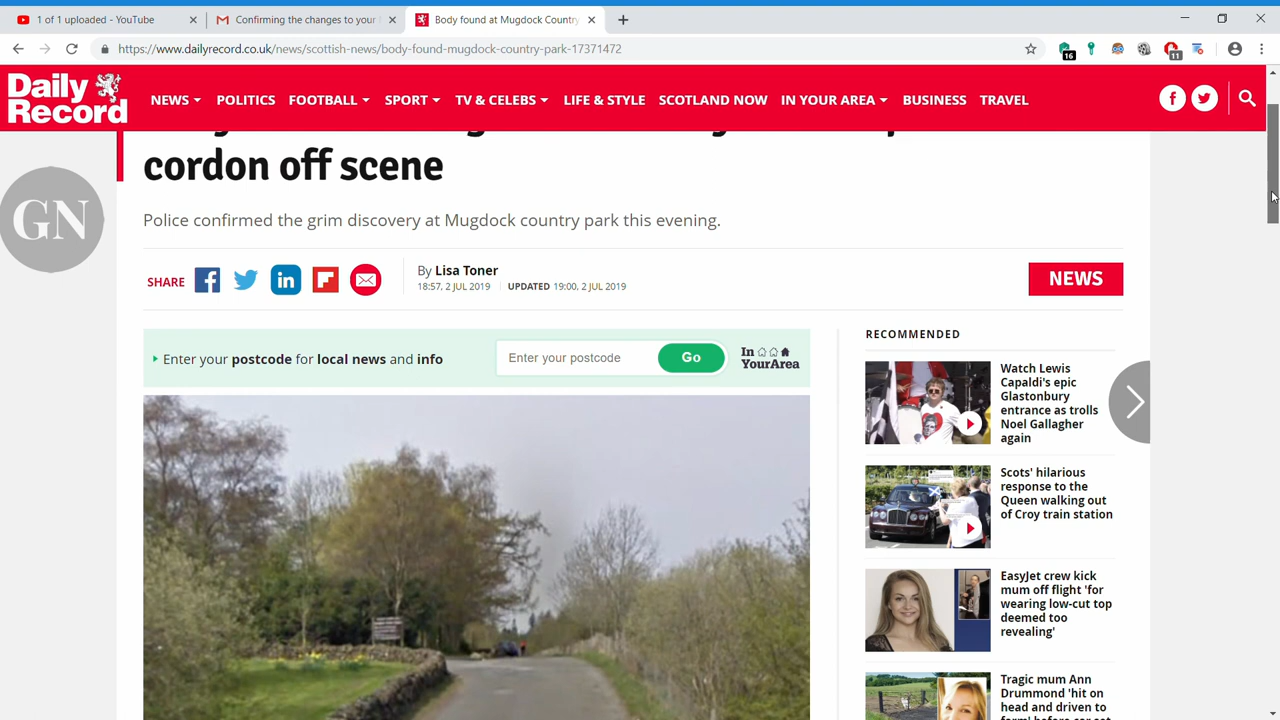 1 of 1 uploaded - YouTube
Confirming the changes to your
Body found at Mugdock Country
https://www.dailyrecord.co.uk/news/scottish-news/body-found-mugdock-country-park-17371472
16
11
Daily
Record
NEWS
POLITICS
FOOTBALL
SPORT
TV & CELEBS
LIFE & STYLE
SCOTLAND NOW
IN YOUR AREA
BUSINESS
TRAVEL
cordon off scene
GN
Police confirmed the grim discovery at Mugdock country park this evening.
SHARE
By Lisa Toner
18:57, 2 JUL 2019
UPDATED 19:00, 2 JUL 2019
NEWS
Enter your postcode for local news and info
Enter your postcode
Go
In
YourArea
RECOMMENDED
Watch Lewis
Capaldi's epic
Glastonbury
entrance as trolls
Noel Gallagher
again
Scots' hilarious
response to the
Queen walking out
of Croy train station
EasyJet crew kick
mum off flight 'for
wearing low-cut top
deemed too
revealing'
Tragic mum Ann
Drummond 'hit on
head and driven to